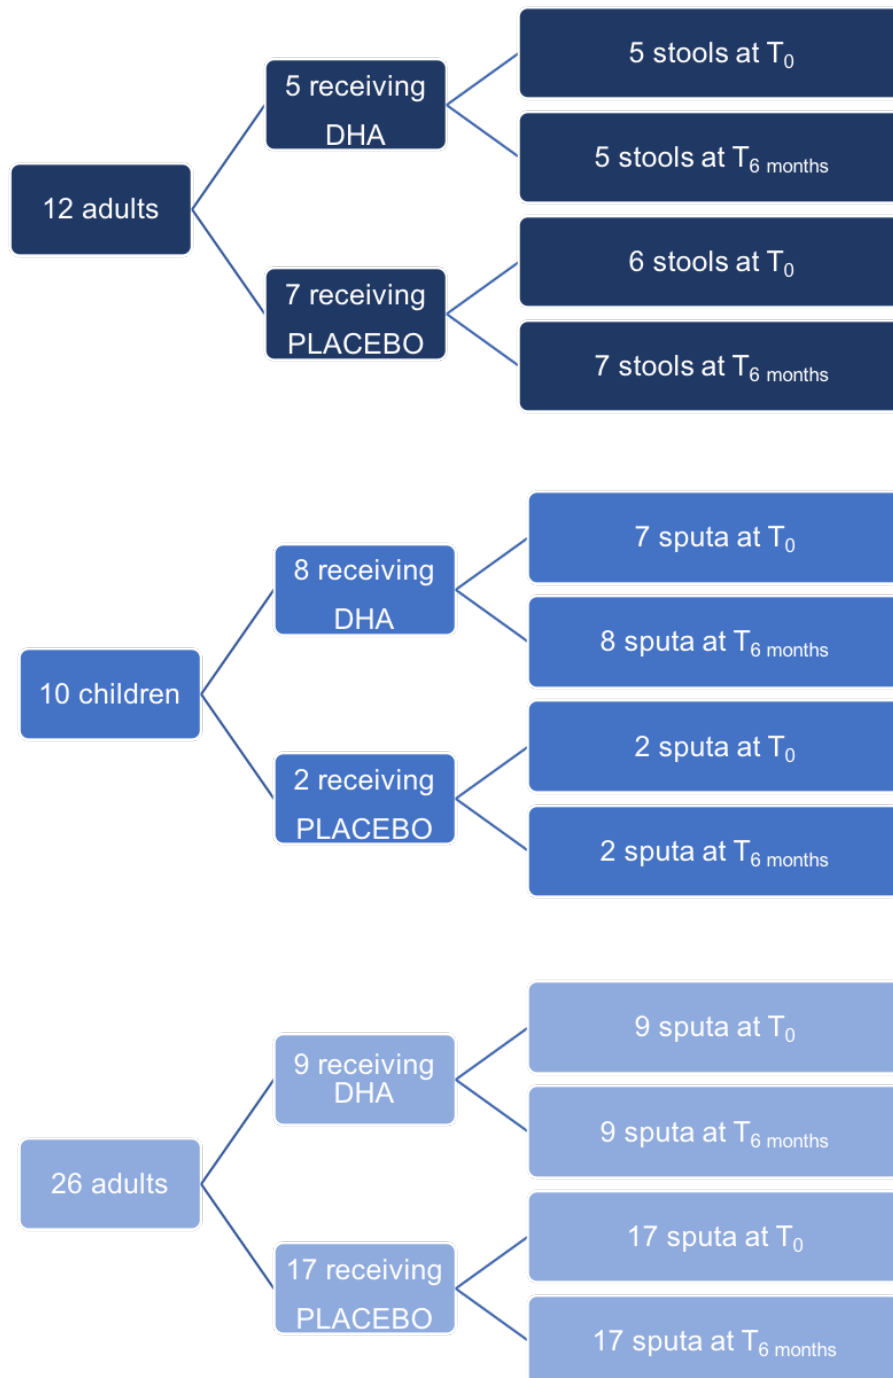 12 adults
5 receiving
DHA
5 stools at T0
5 stools at T6 months
7 receiving
PLACEBO
6 stools at T0
7 stools at T6 months
10 children
8 receiving
DHA
7 sputa at T0
8 sputa at T6 months
2 receiving
PLACEBO
2 sputa at T0
2 sputa at T6 months
26 adults
9 receiving
DHA
9 sputa at T0
9 sputa at T6 months
17 receiving
PLACEBO
17 sputa at T0
17 sputa at T6 months